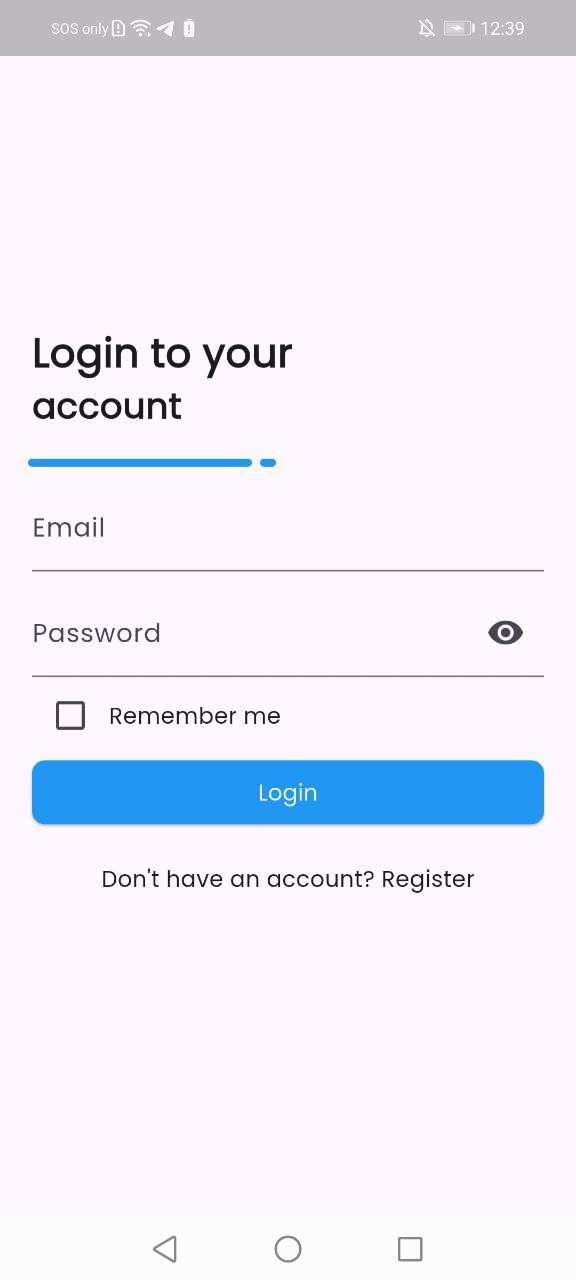 SOS only 12:39
Login to your
account
Email
Password
Remember me
Login
Don't have an account? Register